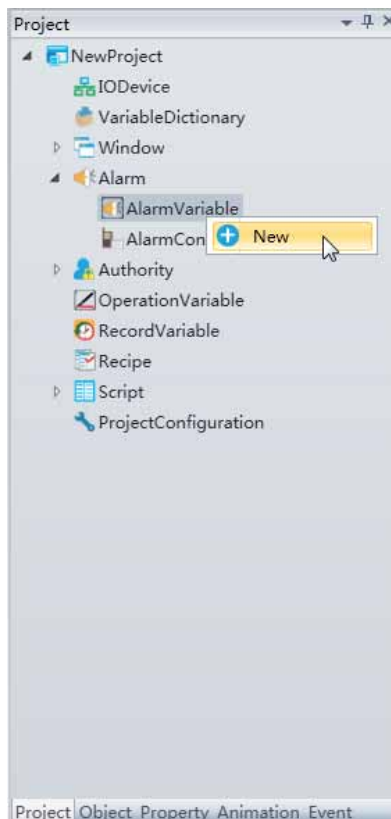 Project
NewProject
IODevice
VariableDictionary
Window
Alarm
AlarmVariable
AlarmCon
New
Authority
OperationVariable
RecordVariable
Recipe
Script
ProjectConfiguration
Project Object Property Animation Event